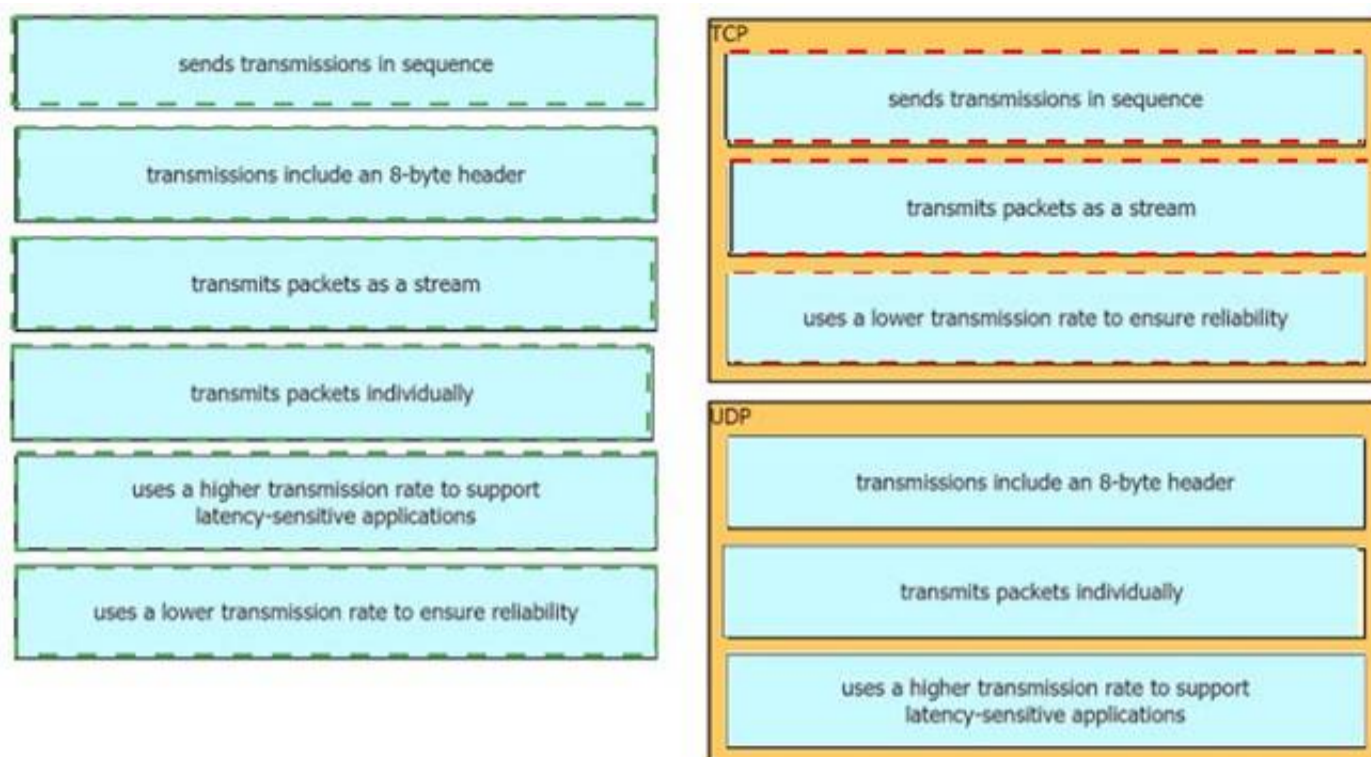 sends transmissions in sequence
transmissions include an 8-byte header
transmits packets as a stream
transmits packets individually
uses a higher transmission rate to support
latency-sensitive applications
uses a lower transmission rate to ensure reliability
TCP
sends transmissions in sequence
transmits packets as a stream
uses a lower transmission rate to ensure reliability
UDP
transmissions include an 8-byte header
transmits packets individually
uses a higher transmission rate to support
latency-sensitive applications